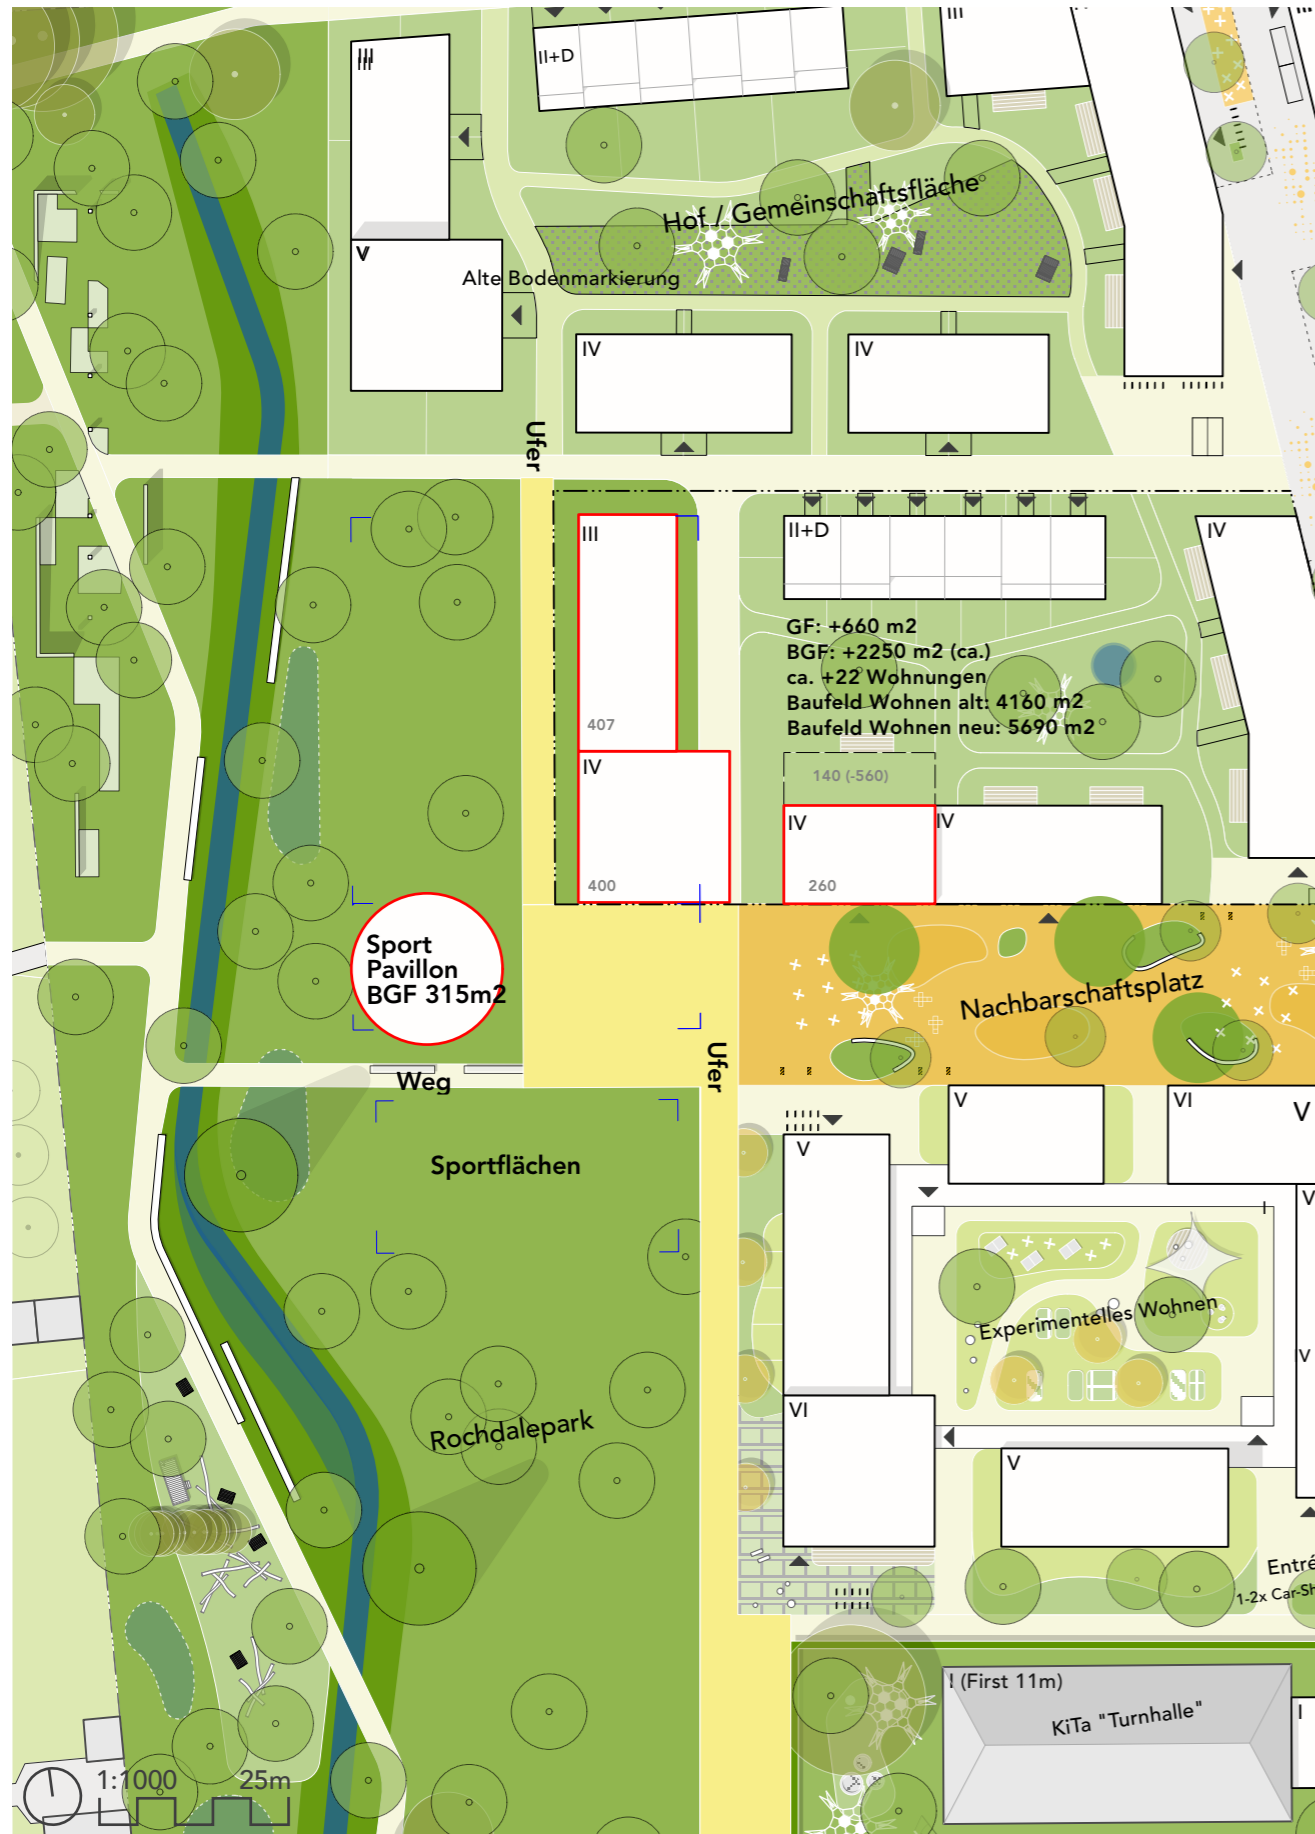 III
II+D
III
III
Hof / Gemeinschaftsfläche
V
Alte Bodenmarkierung
IV
IV
Ufer
III
II+D
IV
GF: +660 m2
BGF: +2250 m2 (ca.)
ca. +22 Wohnungen
Baufeld Wohnen alt: 4160 m2
Baufeld Wohnen neu: 5690 m2
407
IV
140 (-560)
IV
IV
400
260
Sport
Pavillon
BGF 315m2
Nachbarschaftsplatz
Ufer
Weg
V
VI
V
V
Sportflächen
V
I
Experimentelles Wohnen
IV
VI
Rochdalepark
V
Entré
1-2x Car-Sh
I (First 11m)
KiTa "Turnhalle"
I
1:1000
25m